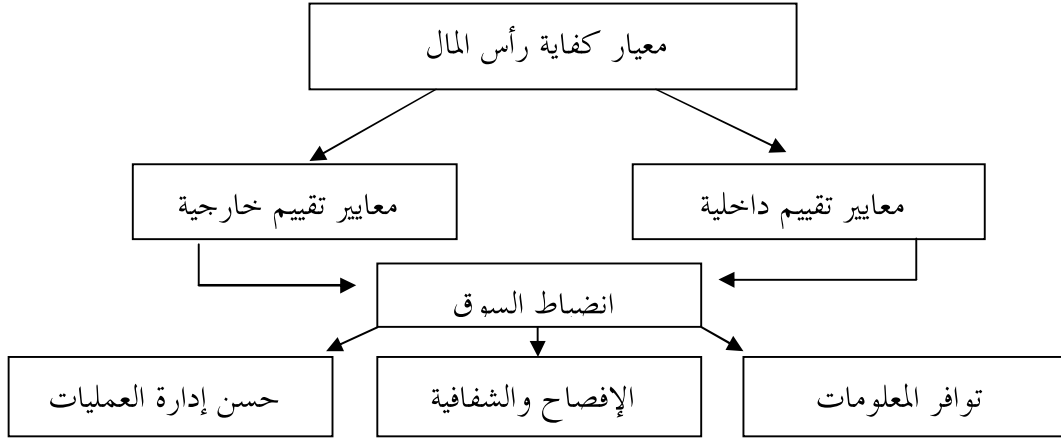 معيار كفاية رأس المال
معايير تقييم داخلية
معايير تقييم خارجية
انضباط السوق
توافر المعلومات
الإفصاح والشفافية
حسن إدارة العمليات